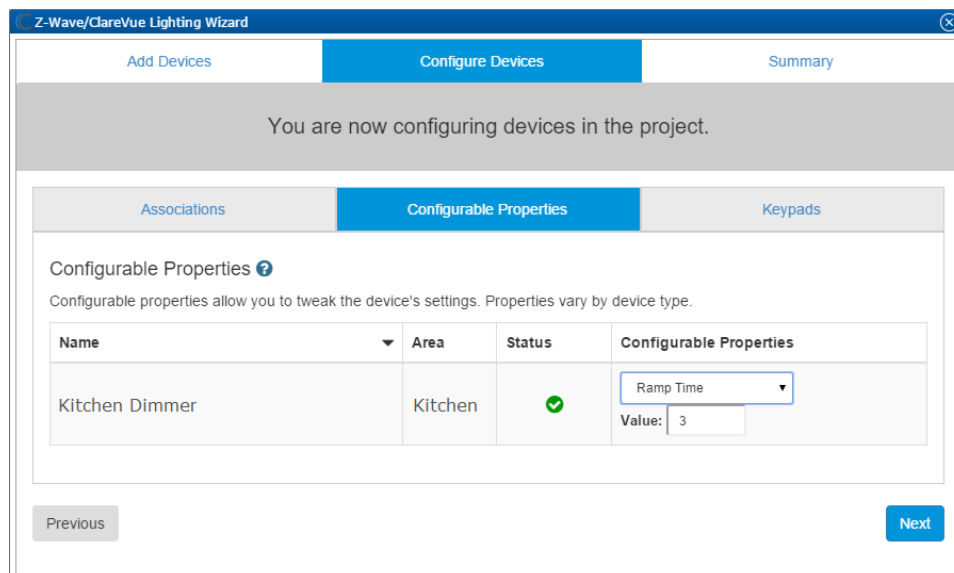 Z-Wave/ClareVue Lighting Wizard
Add Devices
Configure Devices
Summary
You are now configuring devices in the project.
Associations
Configurable Properties
Keypads
Configurable Properties ?
Configurable properties allow you to tweak the device's settings. Properties vary by device type.
Name Area Status Configurable Properties
Kitchen Dimmer Kitchen Ramp Time
Value: 3
Previous
Next